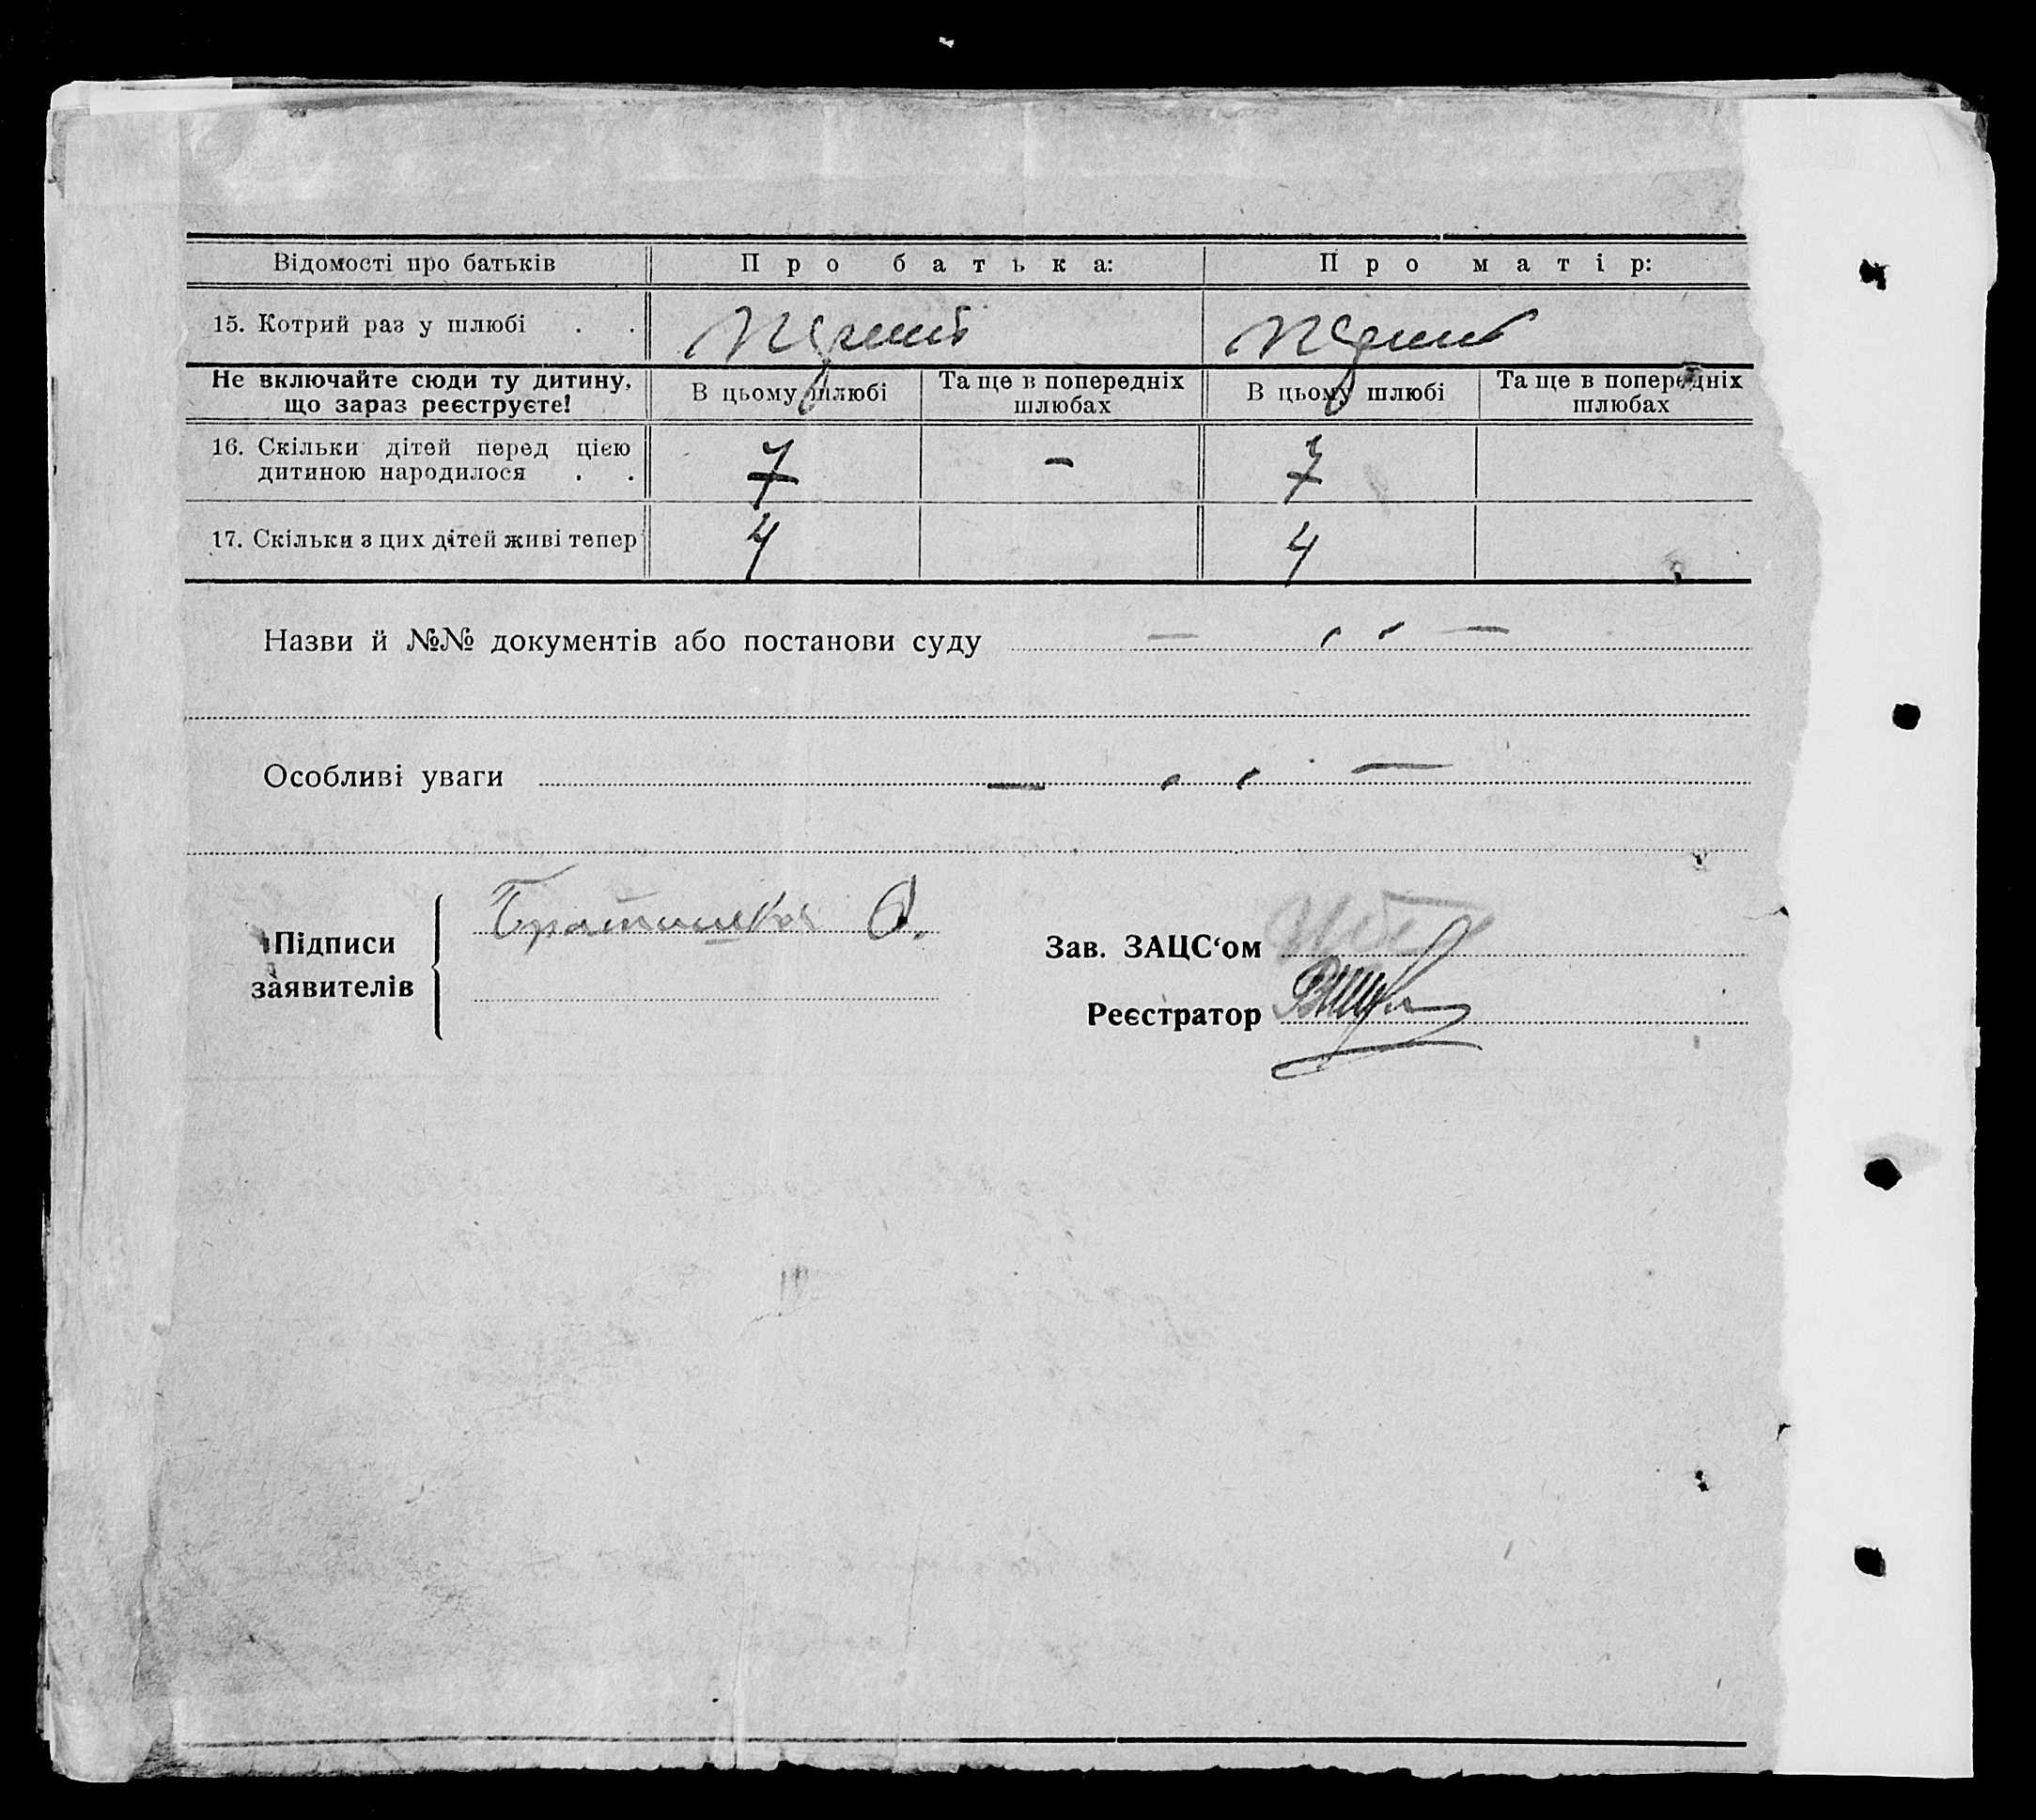 Відомості про батьків Про батька: Про матір:
15. Котрий раз у шлюбі . .
Не включайте сюди ту дитину, що зараз реєструєте! В цьому шлюбі Та ще в попередніх шлюбах В цьому шлюбі Та ще в попередніх шлюбах
16. Скільки дітей перед цією
дитиною народилося . . 7 - 7
17. Скільки з цих дітей живі тепер 4 4
Назви й №№ документів або постанови суду — —
Особливі уваги — —
Підписи
заявителів
Зав. ЗАЦС‘ом
Реєстратор